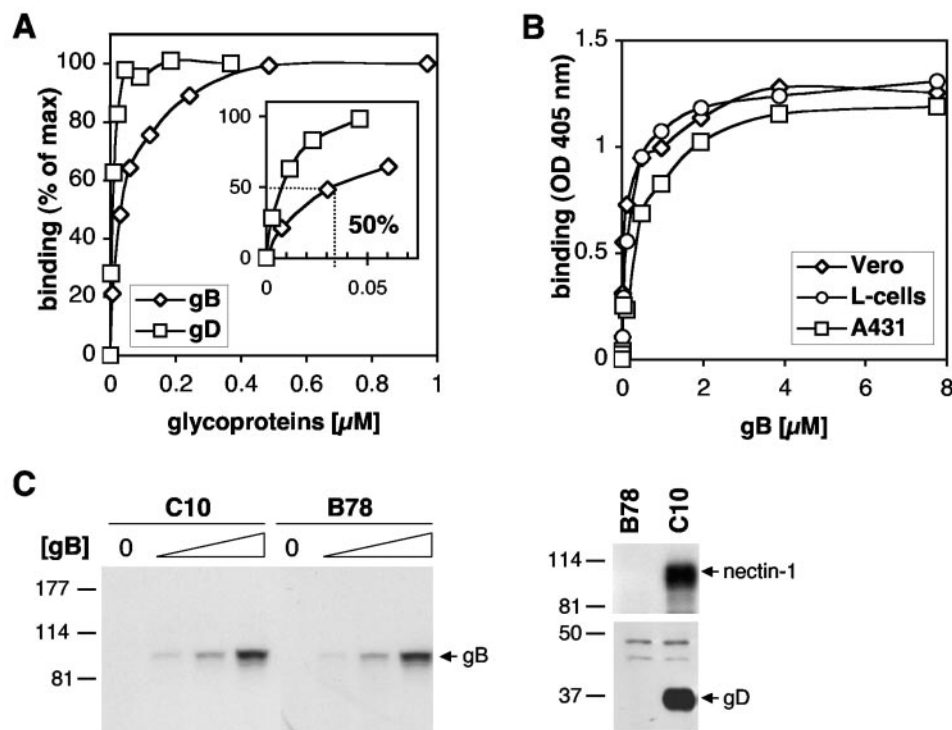 A
binding (% of max)
100
80
60
40
20
0
0 0.2 0.4 0.6 0.8 1
glycoproteins [µM]
gB
gD
100
50
0
0 0.05
50%
B
binding (OD 405 nm)
1.5
1
0.5
0
0 2 4 6 8
gB [µM]
Vero
L-cells
A431
C
C10 B78
[gB] 0 0
177
114
81
gB
B78 C10
114
81
nectin-1
50
37
gD